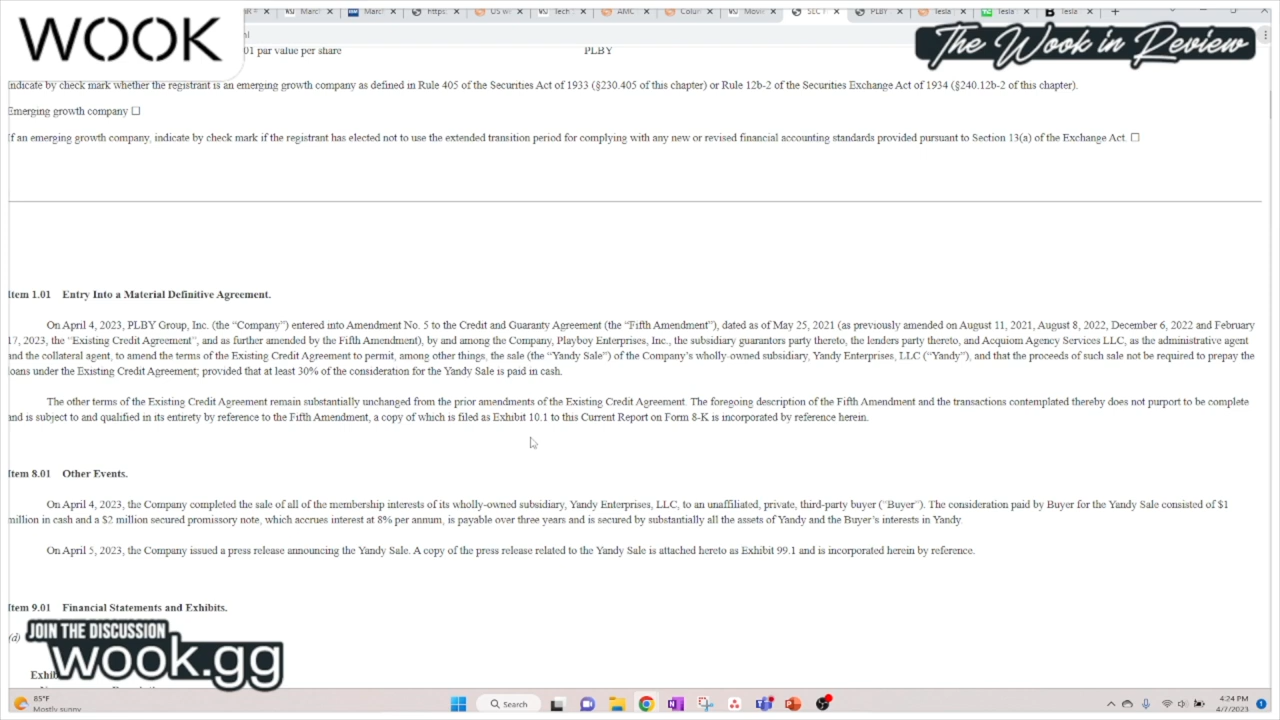 WOOK
The Wook in Review
March
https:
US w
Tech
AMC
Colum
Movie
SEC F
PLBY
Tesla
Tesla
Tesla
01 par value per share PLBY
ndicate by check mark whether the registrant is an emerging growth company as defined in Rule 405 of the Securities Act of 1933 (§230.405 of this chapter) or Rule 12b-2 of the Securities Exchange Act of 1934 (§240.12b-2 of this chapter).
Emerging growth company ☐
If an emerging growth company, indicate by check mark if the registrant has elected not to use the extended transition period for complying with any new or revised financial accounting standards provided pursuant to Section 13(a) of the Exchange Act. ☐
Item 1.01 Entry Into a Material Definitive Agreement.
On April 4, 2023, PLBY Group, Inc. (the “Company”) entered into Amendment No. 5 to the Credit and Guaranty Agreement (the “Fifth Amendment”), dated as of May 25, 2021 (as previously amended on August 11, 2021, August 8, 2022, December 6, 2022 and February
17, 2023, the “Existing Credit Agreement”, and as further amended by the Fifth Amendment), by and among the Company, Playboy Enterprises, Inc., the subsidiary guarantors party thereto, the lenders party thereto, and Acquiom Agency Services LLC, as the administrative agent
and the collateral agent, to amend the terms of the Existing Credit Agreement to permit, among other things, the sale (the “Yandy Sale”) of the Company’s wholly-owned subsidiary, Yandy Enterprises, LLC (“Yandy”), and that the proceeds of such sale not be required to prepay the
oans under the Existing Credit Agreement; provided that at least 30% of the consideration for the Yandy Sale is paid in cash.
The other terms of the Existing Credit Agreement remain substantially unchanged from the prior amendments of the Existing Credit Agreement. The foregoing description of the Fifth Amendment and the transactions contemplated thereby does not purport to be complete
and is subject to and qualified in its entirety by reference to the Fifth Amendment, a copy of which is filed as Exhibit 10.1 to this Current Report on Form 8-K is incorporated by reference herein.
Item 8.01 Other Events.
On April 4, 2023, the Company completed the sale of all of the membership interests of its wholly-owned subsidiary, Yandy Enterprises, LLC, to an unaffiliated, private, third-party buyer (“Buyer”). The consideration paid by Buyer for the Yandy Sale consisted of $1
million in cash and a $2 million secured promissory note, which accrues interest at 8% per annum, is payable over three years and is secured by substantially all the assets of Yandy and the Buyer’s interests in Yandy.
On April 5, 2023, the Company issued a press release announcing the Yandy Sale. A copy of the press release related to the Yandy Sale is attached hereto as Exhibit 99.1 and is incorporated herein by reference.
Item 9.01 Financial Statements and Exhibits.
(d)
JOIN THE DISCUSSION
wook.gg
Exhib
85°F
Mostly sunny
Search
4:24 PM
4/7/2023